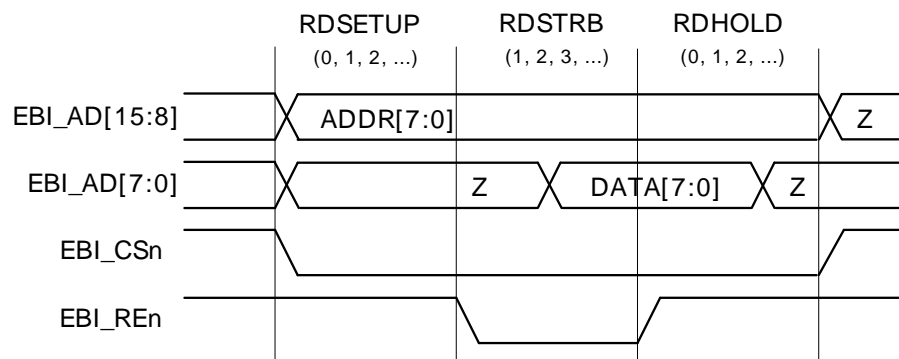 RDSETUP RDSTRB RDHOLD
(0, 1, 2, ...) (1, 2, 3, ...) (0, 1, 2, ...)
EBI_AD[15:8] ADDR[7:0] Z
EBI_AD[7:0] Z DATA[7:0] Z
EBI_CSn
EBI_REn